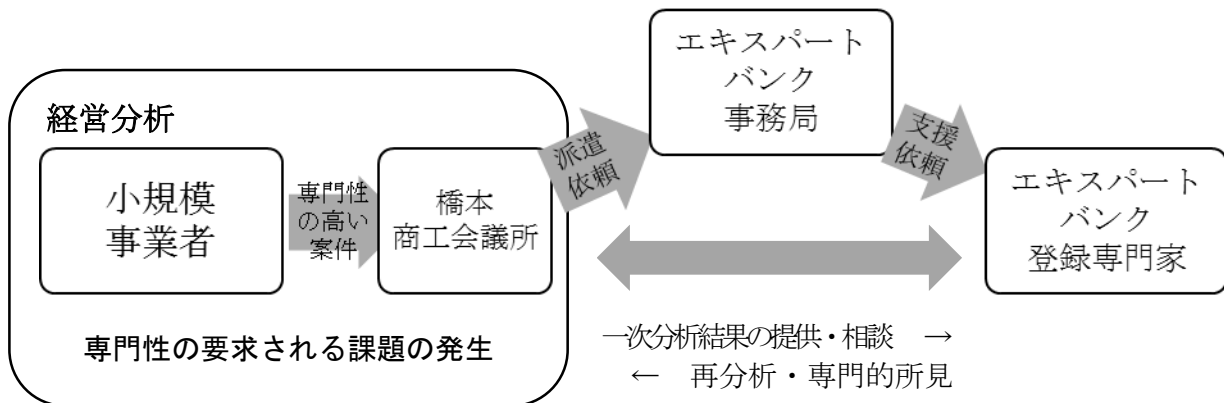 経営分析
小規模
事業者
専門性
の高い
案件
橋本
商工会議所
専門性の要求される課題の発生
派遣
依頼
エキスパート
バンク
事務局
支援
依頼
エキスパート
バンク
登録専門家
一次分析結果の提供・相談 →
← 再分析・専門的所見